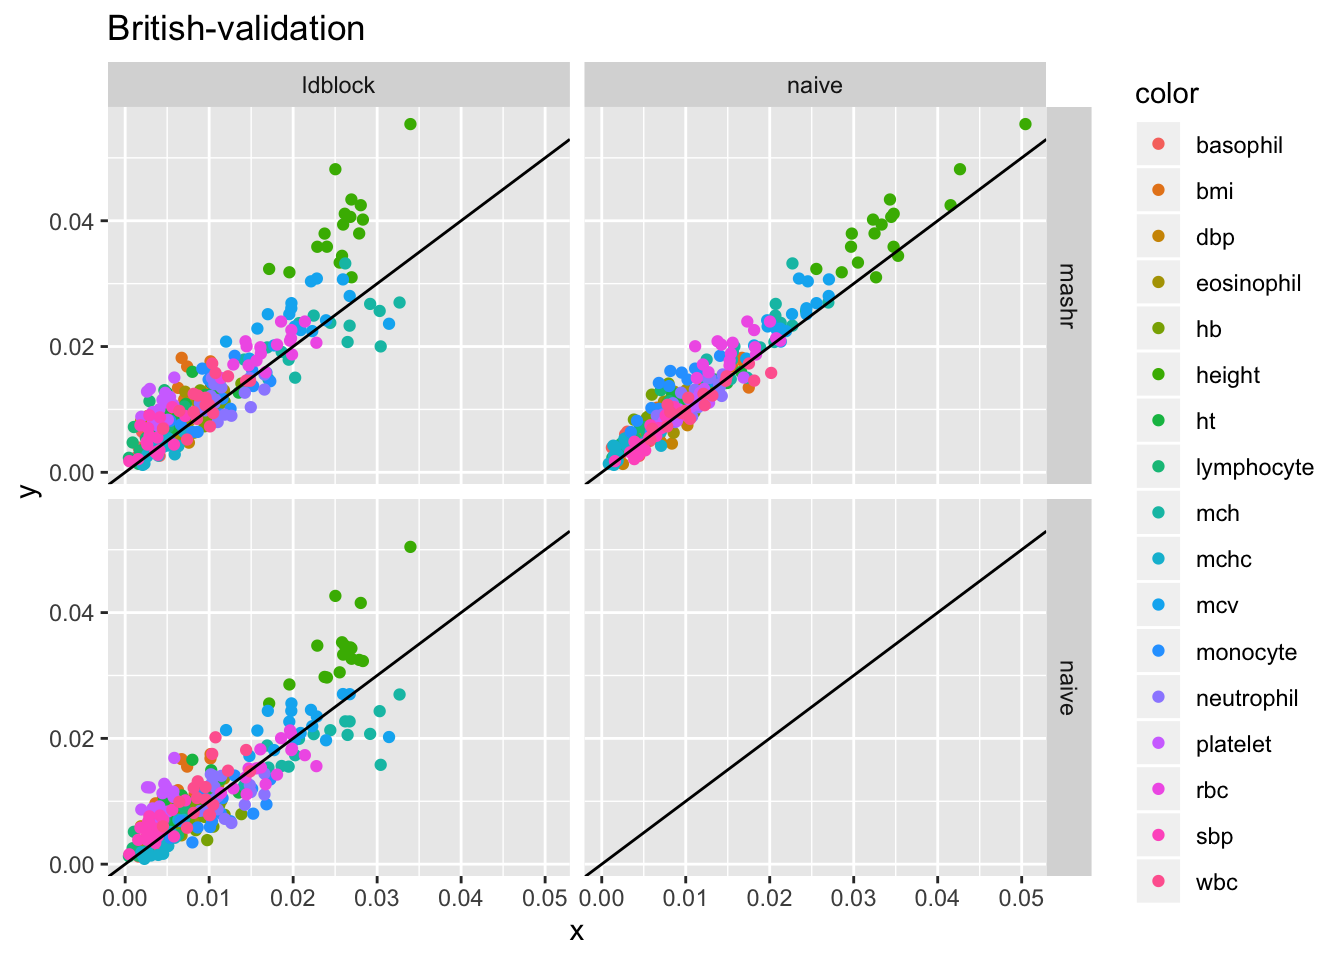 British-validation
ldblock
naive
mashr
naive
0.04
0.02
0.00
0.04
0.02
0.00
y
0.00 0.01 0.02 0.03 0.04 0.05
0.00 0.01 0.02 0.03 0.04 0.05
x
color
basophil
bmi
dbp
eosinophil
hb
height
ht
lymphocyte
mch
mchc
mcv
monocyte
neutrophil
platelet
rbc
sbp
wbc